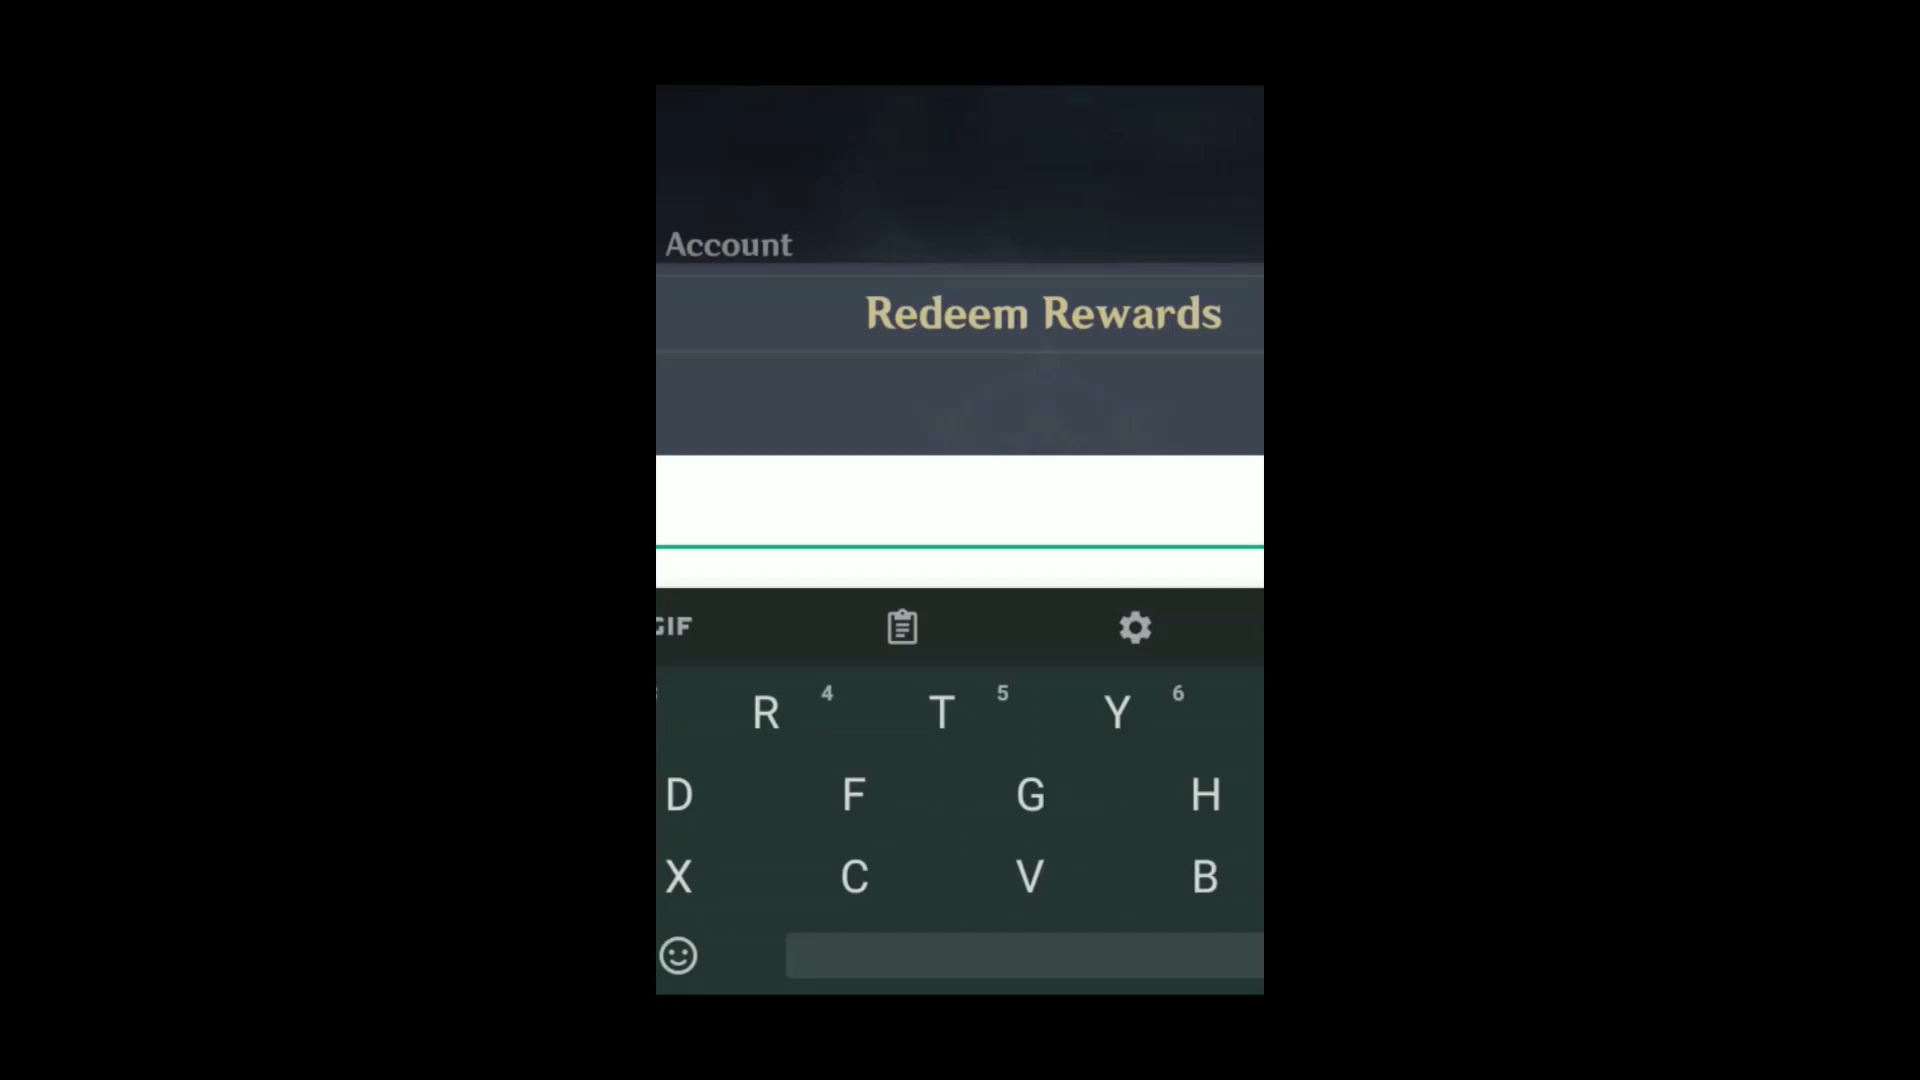 Account
Redeem Rewards
GIF
R 4 T 5 Y 6
D F G H
X C V B